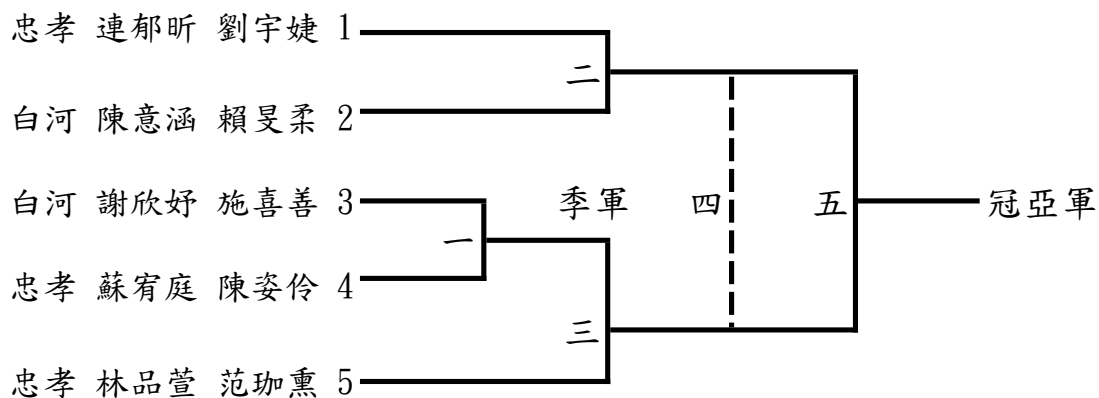 忠孝 連郁昕 劉宇婕 1
二
白河 陳意涵 賴旻柔 2
白河 謝欣妤 施喜善 3
季軍 四 五 冠亞軍
一
忠孝 蘇宥庭 陳姿伶 4
三
忠孝 林品萱 范珈熏 5